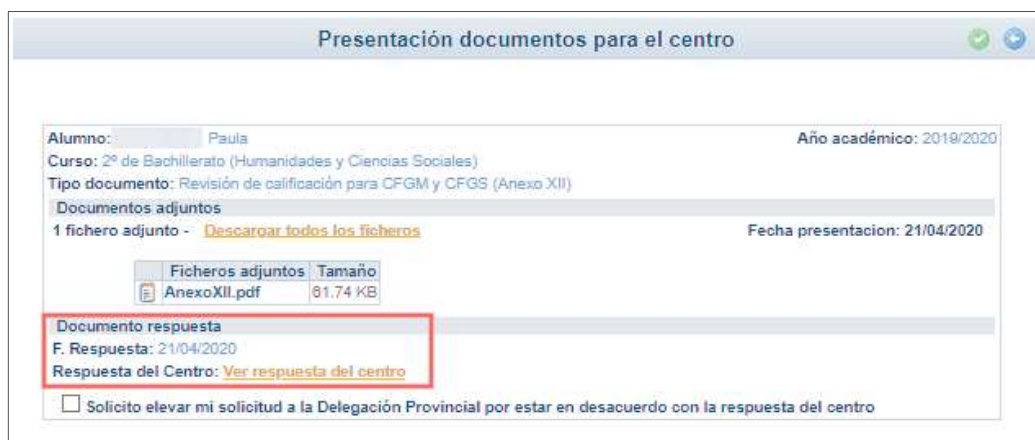 Presentación documentos para el centro
Alumno: Paula Año académico: 2019/2020
Curso: 2º de Bachillerato (Humanidades y Ciencias Sociales)
Tipo documento: Revisión de calificación para CFGM y CFGS (Anexo XII)
Documentos adjuntos
1 fichero adjunto - Descargar todos los ficheros Fecha presentacion: 21/04/2020
Ficheros adjuntos Tamaño
AnexoXII.pdf 61.74 KB
Documento respuesta
F. Respuesta: 21/04/2020
Respuesta del Centro: Ver respuesta del centro
Solicito elevar mi solicitud a la Delegación Provincial por estar en desacuerdo con la respuesta del centro